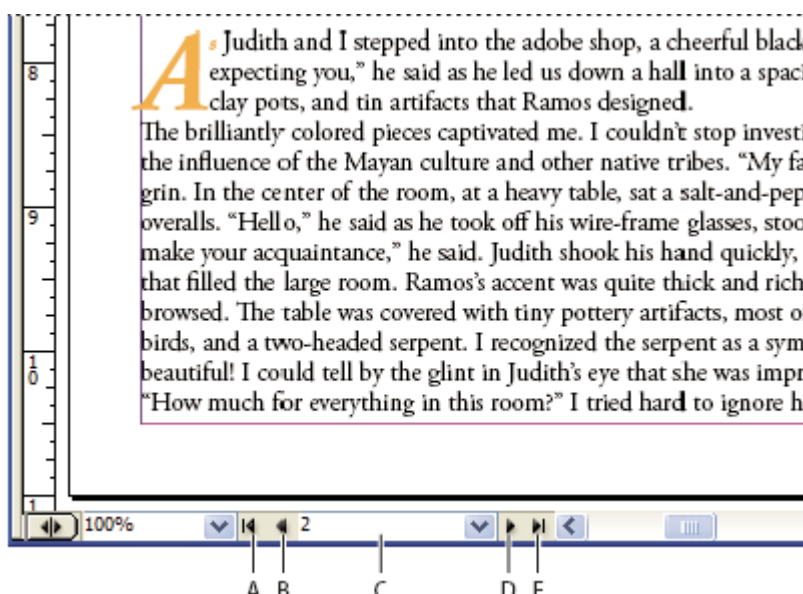 As Judith and I stepped into the adobe shop, a cheerful black
8
expecting you,” he said as he led us down a hall into a spaci
clay pots, and tin artifacts that Ramos designed.
The brilliantly colored pieces captivated me. I couldn’t stop investi
the influence of the Mayan culture and other native tribes. “My fa
grin. In the center of the room, at a heavy table, sat a salt-and-pep
9
overalls. “Hello,” he said as he took off his wire-frame glasses, stoo
make your acquaintance,” he said. Judith shook his hand quickly,
that filled the large room. Ramos’s accent was quite thick and rich
browsed. The table was covered with tiny pottery artifacts, most o
birds, and a two-headed serpent. I recognized the serpent as a sym
10
beautiful! I could tell by the glint in Judith’s eye that she was impr
“How much for everything in this room?” I tried hard to ignore h
1
100% 2
A B C D E